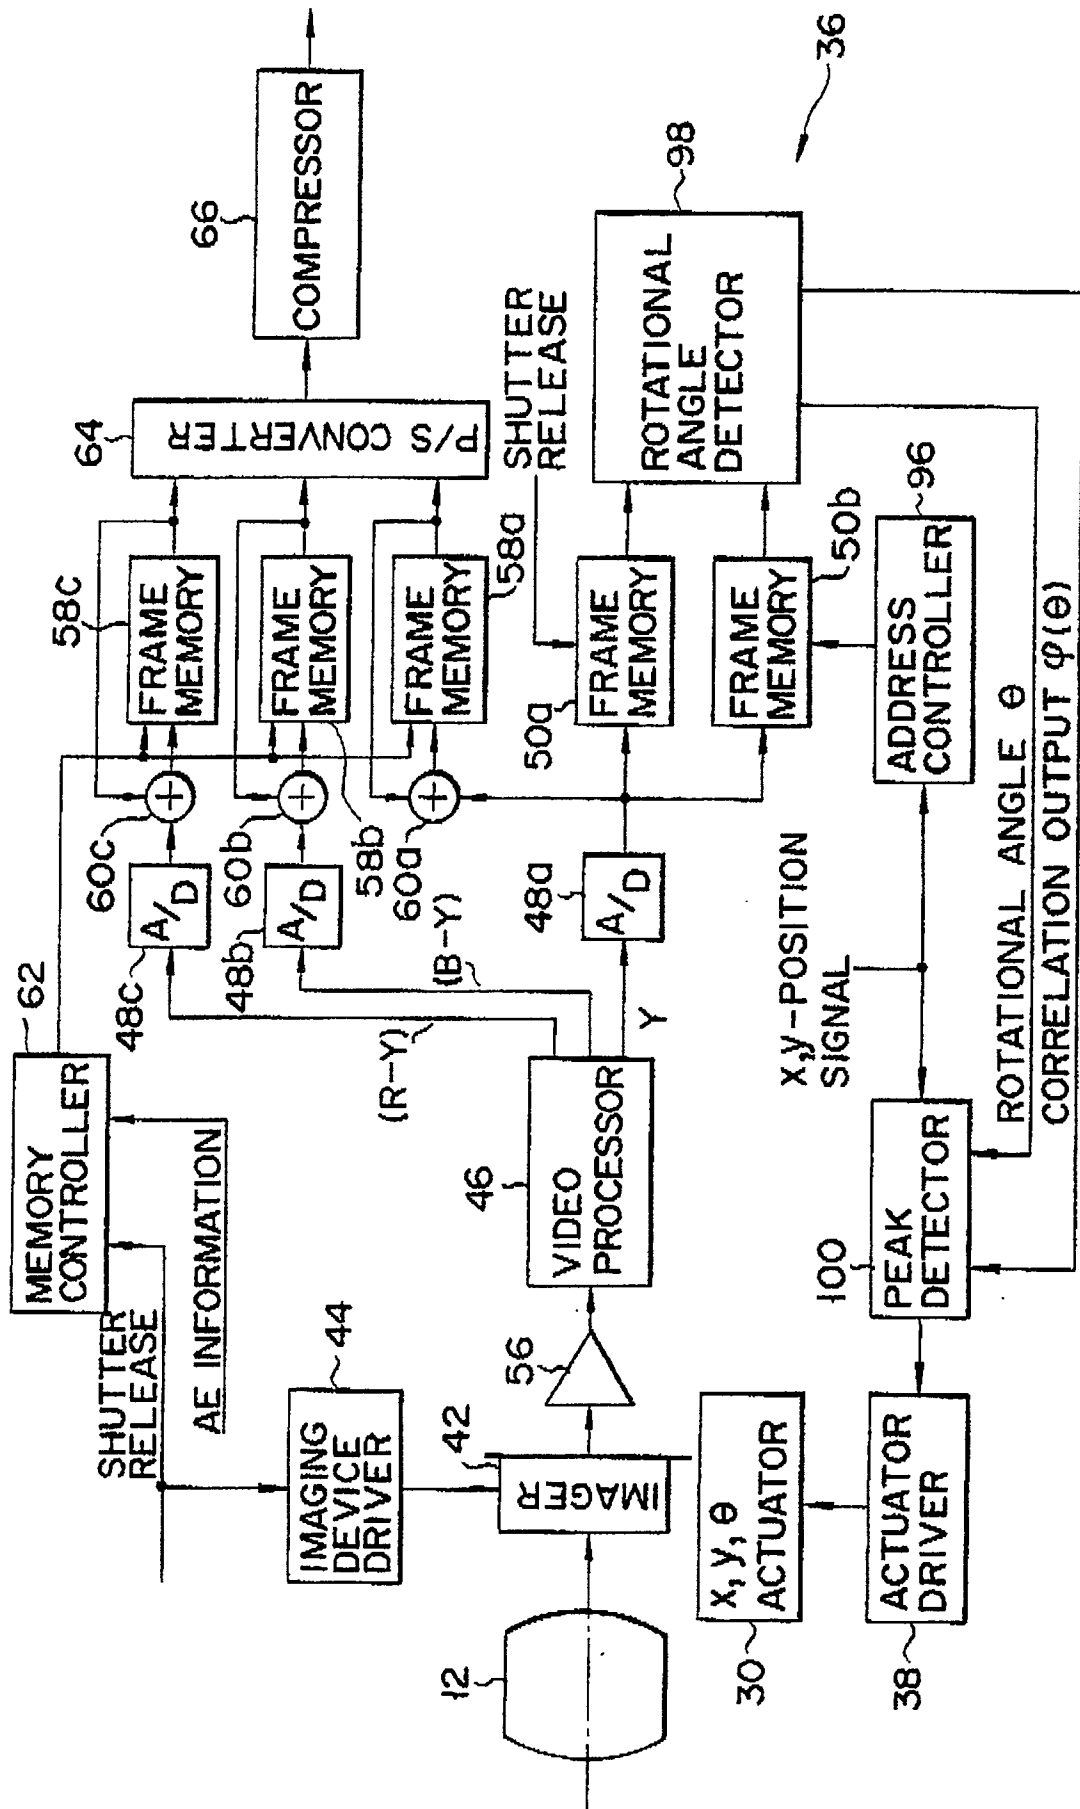 SHUTTER
RELEASE
AE INFORMATION
MEMORY
CONTROLLER
62
IMAGING
DEVICE
DRIVER
44
12
IMAGER
42
56
VIDEO
PROCESSOR
46
(R-Y)
(B-Y)
Y
A/D
48c
A/D
48b
A/D
48a
+
60c
+
60b
+
60a
FRAME
MEMORY
58c
FRAME
MEMORY
58b
FRAME
MEMORY
58a
P/S CONVERTER
64
COMPRESSOR
66
SHUTTER
RELEASE
FRAME
MEMORY
50a
FRAME
MEMORY
50b
ROTATIONAL
ANGLE
DETECTOR
98
36
ADDRESS
CONTROLLER
96
x,y-POSITION
SIGNAL
PEAK
DETECTOR
100
x, y, θ
ACTUATOR
30
ACTUATOR
DRIVER
38
ROTATIONAL ANGLE θ
CORRELATION OUTPUT φ(θ)